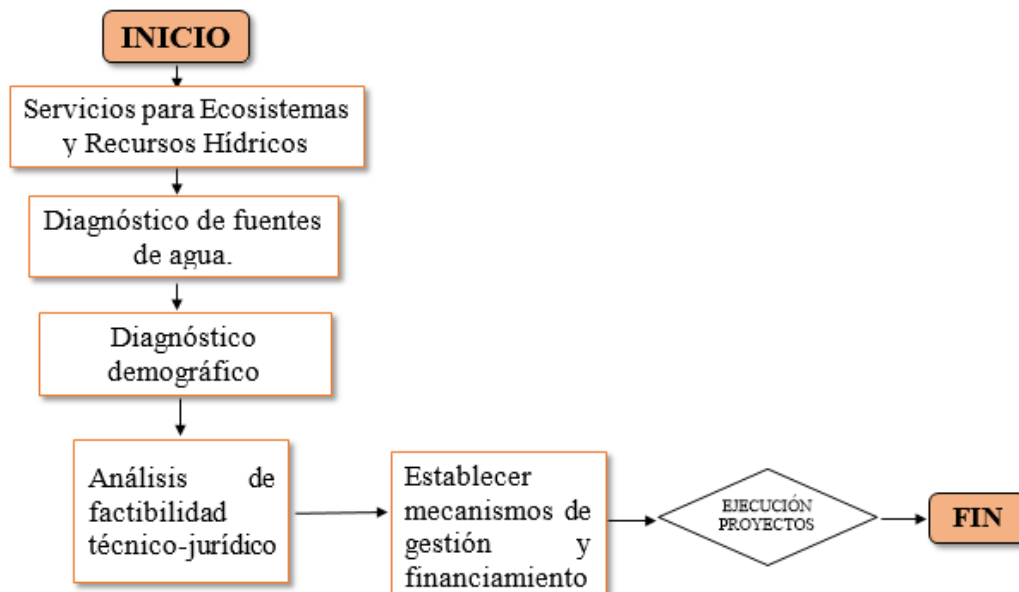 INICIO
Servicios para Ecosistemas
y Recursos Hídricos
Diagnóstico de fuentes
de agua.
Diagnóstico
demográfico
Análisis de
factibilidad
técnico-jurídico
Establecer
mecanismos de
gestión y
financiamiento
EJECUCIÓN
PROYECTOS
FIN